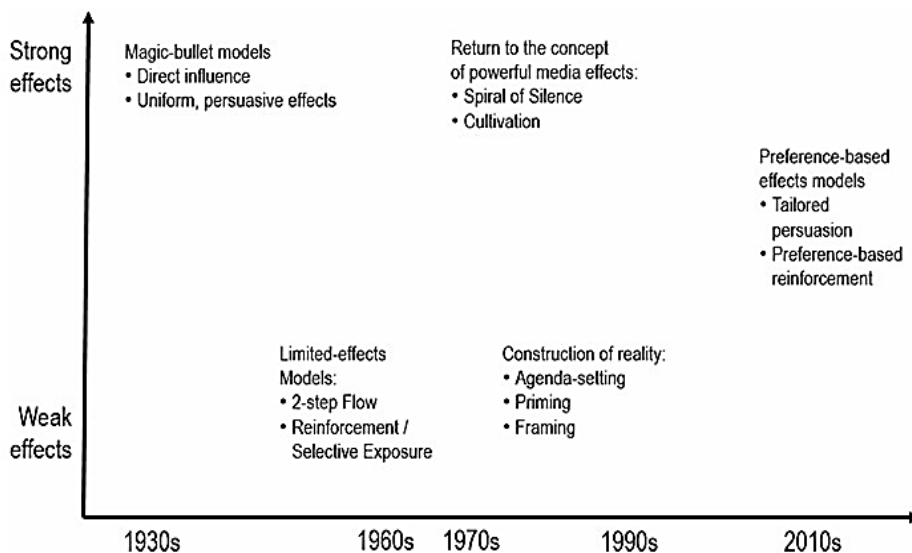 Strong
effects
Magic-bullet models
• Direct influence
• Uniform, persuasive effects
Return to the concept
of powerful media effects:
• Spiral of Silence
• Cultivation
Preference-based
effects models
• Tailored
persuasion
• Preference-based
reinforcement
Limited-effects
Models:
• 2-step Flow
• Reinforcement /
Selective Exposure
Construction of reality:
• Agenda-setting
• Priming
• Framing
Weak
effects
1930s
1960s
1970s
1990s
2010s